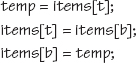 temp = items[t];
items[t] = items[b];
items[b] = temp;